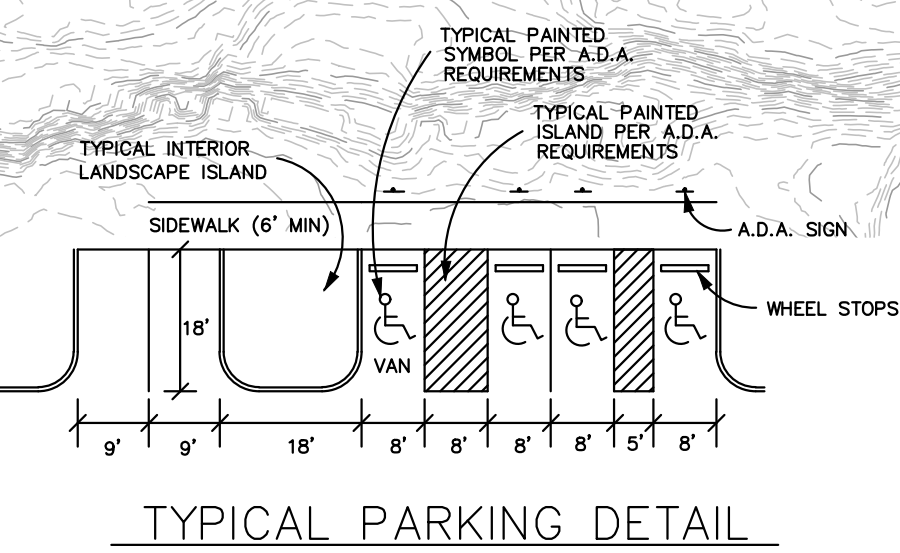 TYPICAL PAINTED
SYMBOL PER A.D.A.
REQUIREMENTS
TYPICAL PAINTED
ISLAND PER A.D.A.
REQUIREMENTS
TYPICAL INTERIOR
LANDSCAPE ISLAND
SIDEWALK (6' MIN)
A.D.A. SIGN
WHEEL STOPS
18'
VAN
9'
9'
18'
8'
8'
8'
8'
5'
8'
TYPICAL PARKING DETAIL